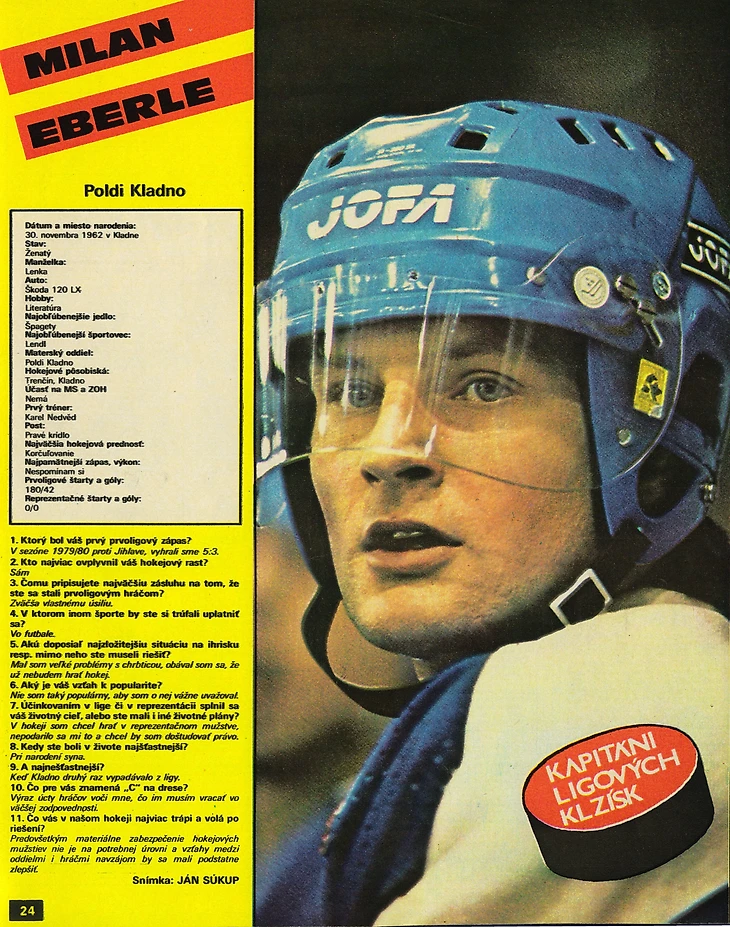 MILAN
EBERLE
Poldi Kladno
Dátum a miesto narodenia:
30. novembra 1962 v Kladne
Stav:
Ženatý
Manželka:
Lenka
Auto:
Škoda 120 LX
Hobby:
Literatúra
Najobľúbenejšie jedlo:
Špagety
Najobľúbenejší športovec:
Lendl
Materský oddiel:
Poldi Kladno
Hokejové pôsobiská:
Trenčín, Kladno
Účasť na MS a ZOH
Nemá
Prvý tréner:
Karel Nedvěd
Post:
Pravé krídlo
Najväčšia hokejová prednosť:
Korčuľovanie
Najpamätnejší zápas, výkon:
Nespomínam si
Prvoligové štarty a góly:
180/42
Reprezentačné štarty a góly:
0/0
1. Ktorý bol váš prvý prvoligový zápas?
V sezóne 1979/80 proti Jihlave, vyhrali sme 5:3.
2. Kto najviac ovplyvnil váš hokejový rast?
Sám
3. Čomu pripisujete najväčšiu zásluhu na tom, že
ste sa stali prvoligovým hráčom?
Zväčša vlastnému úsiliu.
4. V ktorom inom športe by ste si trúfali uplatniť
sa?
Vo futbale.
5. Akú doposiaľ najzložitejšiu situáciu na ihrisku
resp. mimo neho ste museli riešiť?
Mal som veľké problémy s chrbticou, obával som sa, že
už nebudem hrať hokej.
6. Aký je váš vzťah k popularite?
Nie som taký populárny, aby som o nej vážne uvažoval.
7. Účinkovaním v lige či v reprezentácii splnil sa
váš životný cieľ, alebo ste mali i iné životné plány?
V hokeji som chcel hrať v reprezentačnom mužstve,
nepodarilo sa mi to a chcel by som doštudovať právo.
8. Kedy ste boli v živote najšťastnejší?
Pri narodení syna.
9. A najnešťastnejší?
Keď Kladno druhý raz vypadávalo z ligy.
10. Čo pre vás znamená „C" na drese?
Výraz úcty hráčov voči mne, čo im musím vracať vo
väčšej zodpovednosti.
11. Čo vás v našom hokeji najviac trápi a volá po
riešení?
Predovšetkým materiálne zabezpečenie hokejových
mužstiev nie je na potrebnej úrovni a vzťahy medzi
oddielmi i hráčmi navzájom by sa mali podstatne
zlepšiť.
Snímka: JÁN SÚKUP
24
JOFA
JOFA
KAPITÁNI
LIGOVÝCH
KLZÍSK